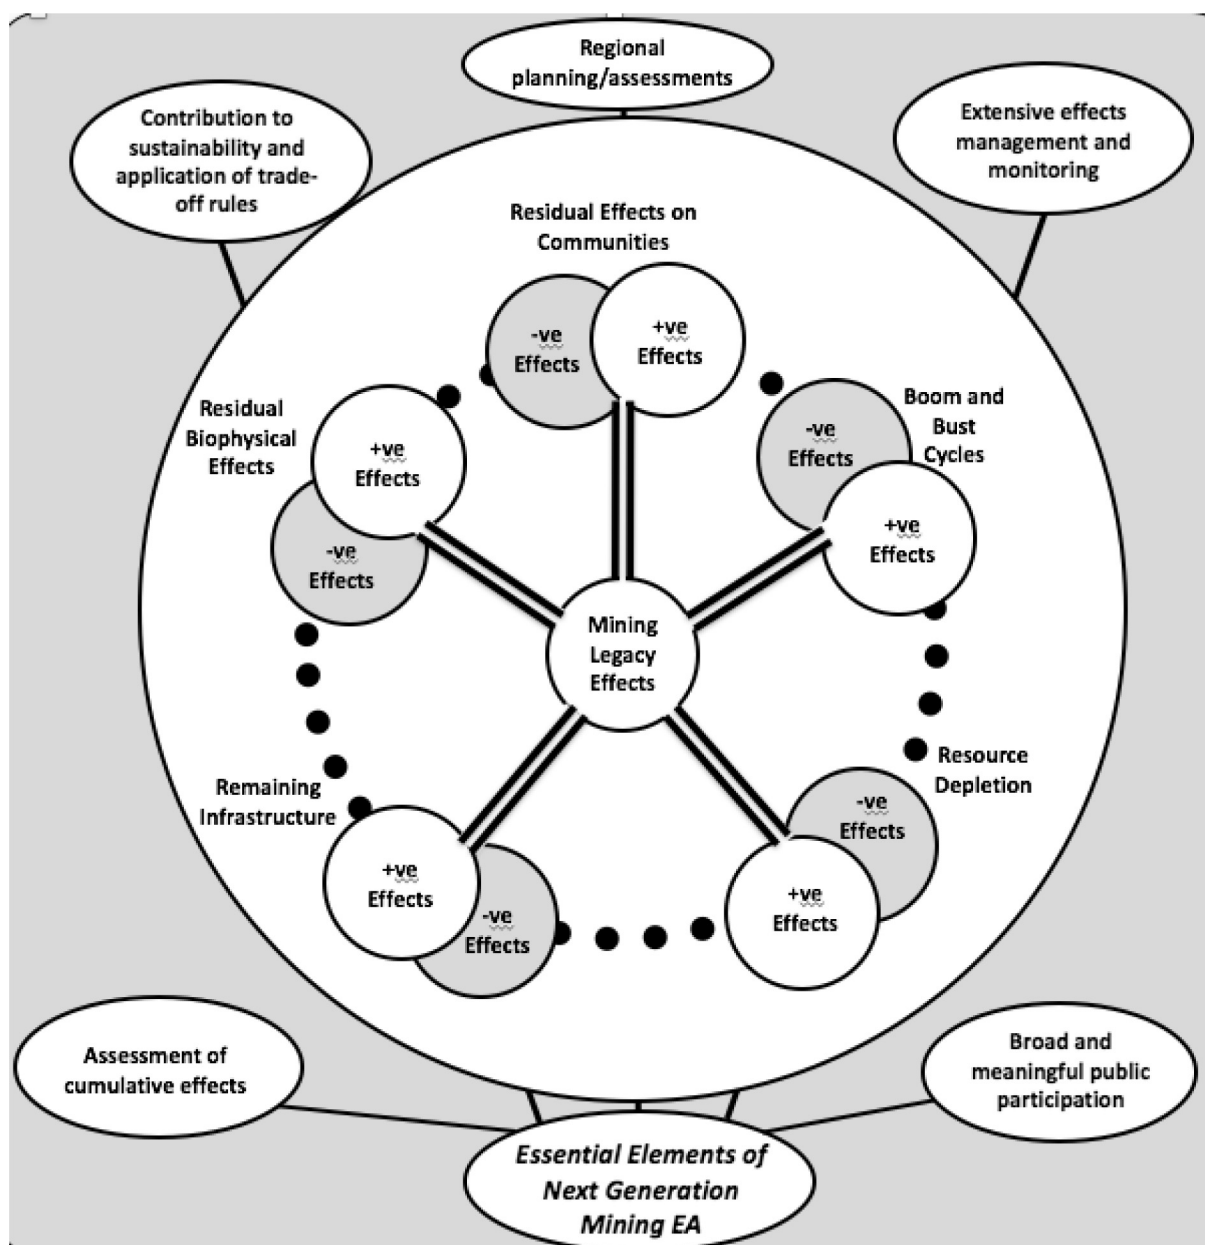 Regional
planning/assessments
Contribution to
sustainability and
application of trade-
off rules
Extensive effects
management and
monitoring
Residual Effects on
Communities
-ve
Effects
+ve
Effects
Residual
Biophysical
Effects
+ve
Effects
-ve
Effects
Boom and
Bust
Cycles
-ve
Effects
+ve
Effects
Mining
Legacy
Effects
Remaining
Infrastructure
+ve
Effects
-ve
Effects
Resource
Depletion
-ve
Effects
+ve
Effects
Assessment of
cumulative effects
Broad and
meaningful public
participation
Essential Elements of
Next Generation
Mining EA